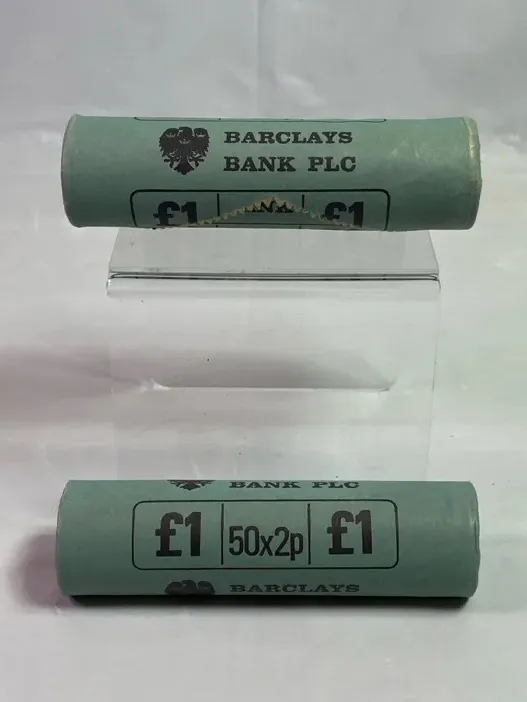 BARCLAYS
BANK PLC
£1 £1
BANK PLC
£1 50x2p £1
BARCLAYS